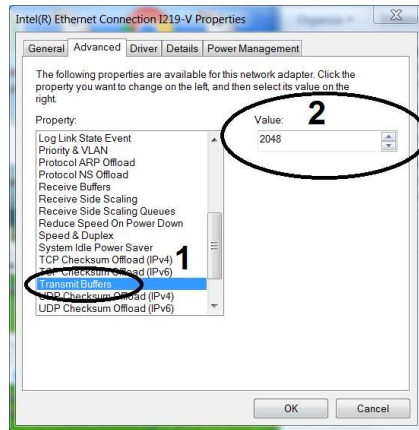 Intel(R) Ethernet Connection I219-V Properties
General Advanced Driver Details Power Management
The following properties are available for this network adapter. Click the
property you want to change on the left, and then select its value on the
right.
Property:
Value:
2
Log Link State Event
Priority & VLAN
Protocol ARP Offload
Protocol NS Offload
Receive Buffers
Receive Side Scaling
Receive Side Scaling Queues
Reduce Speed On Power Down
Speed & Duplex
System Idle Power Saver
TCP Checksum Offload (IPv4)
TCP Checksum Offload (IPv6)
Transmit Buffers
UDP Checksum Offload (IPv4)
UDP Checksum Offload (IPv6)
1
2048
OK Cancel